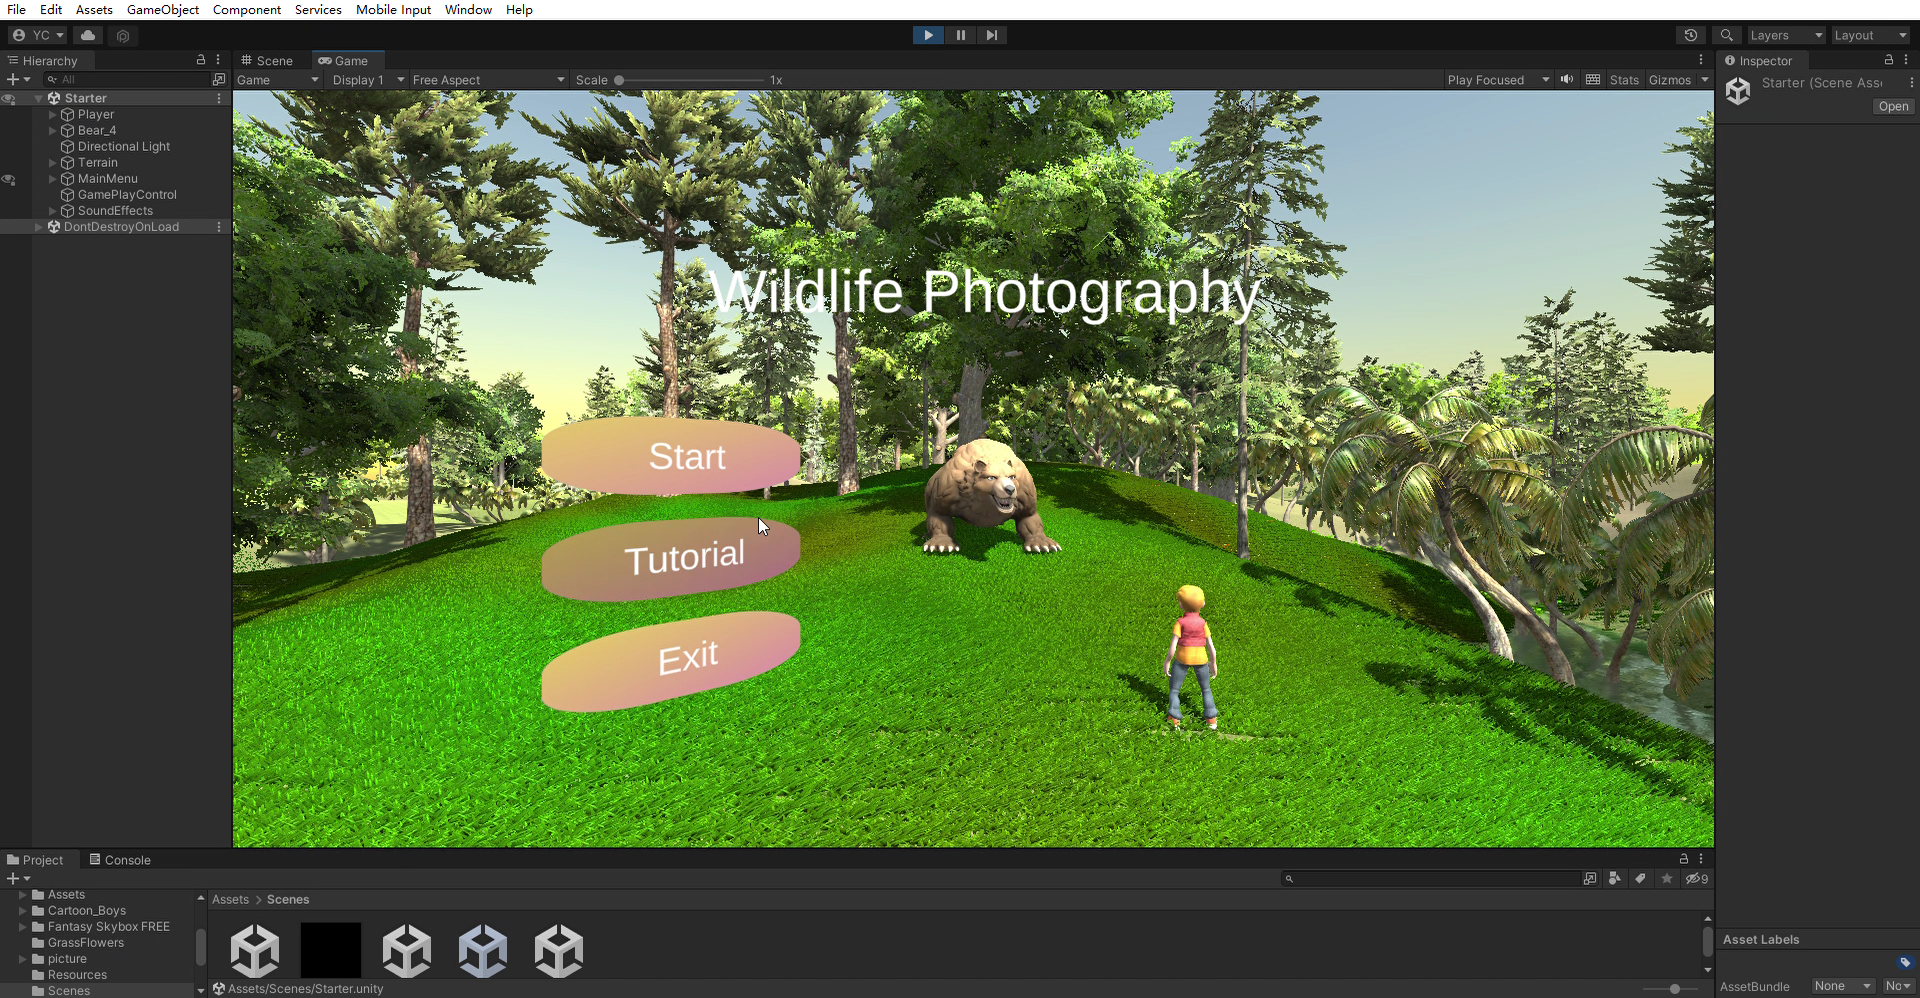 File Edit Assets GameObject Component Services Mobile Input Window Help
YC Layers Layout
Hierarchy Scene Game Inspector
All Game Display 1 Free Aspect Scale 1x Play Focused Stats Gizmos
Starter (Scene Ass
Open
Starter
Player
Bear_4
Directional Light
Terrain
MainMenu
GamePlayControl
SoundEffects
DontDestroyOnLoad
Wildlife Photography
Start
Tutorial
Exit
Project Console
9
Assets
Cartoon_Boys
Fantasy Skybox FREE
GrassFlowers
picture
Resources
Scenes
Assets > Scenes
Assets/Scenes/Starter.unity
Asset Labels
AssetBundle None No